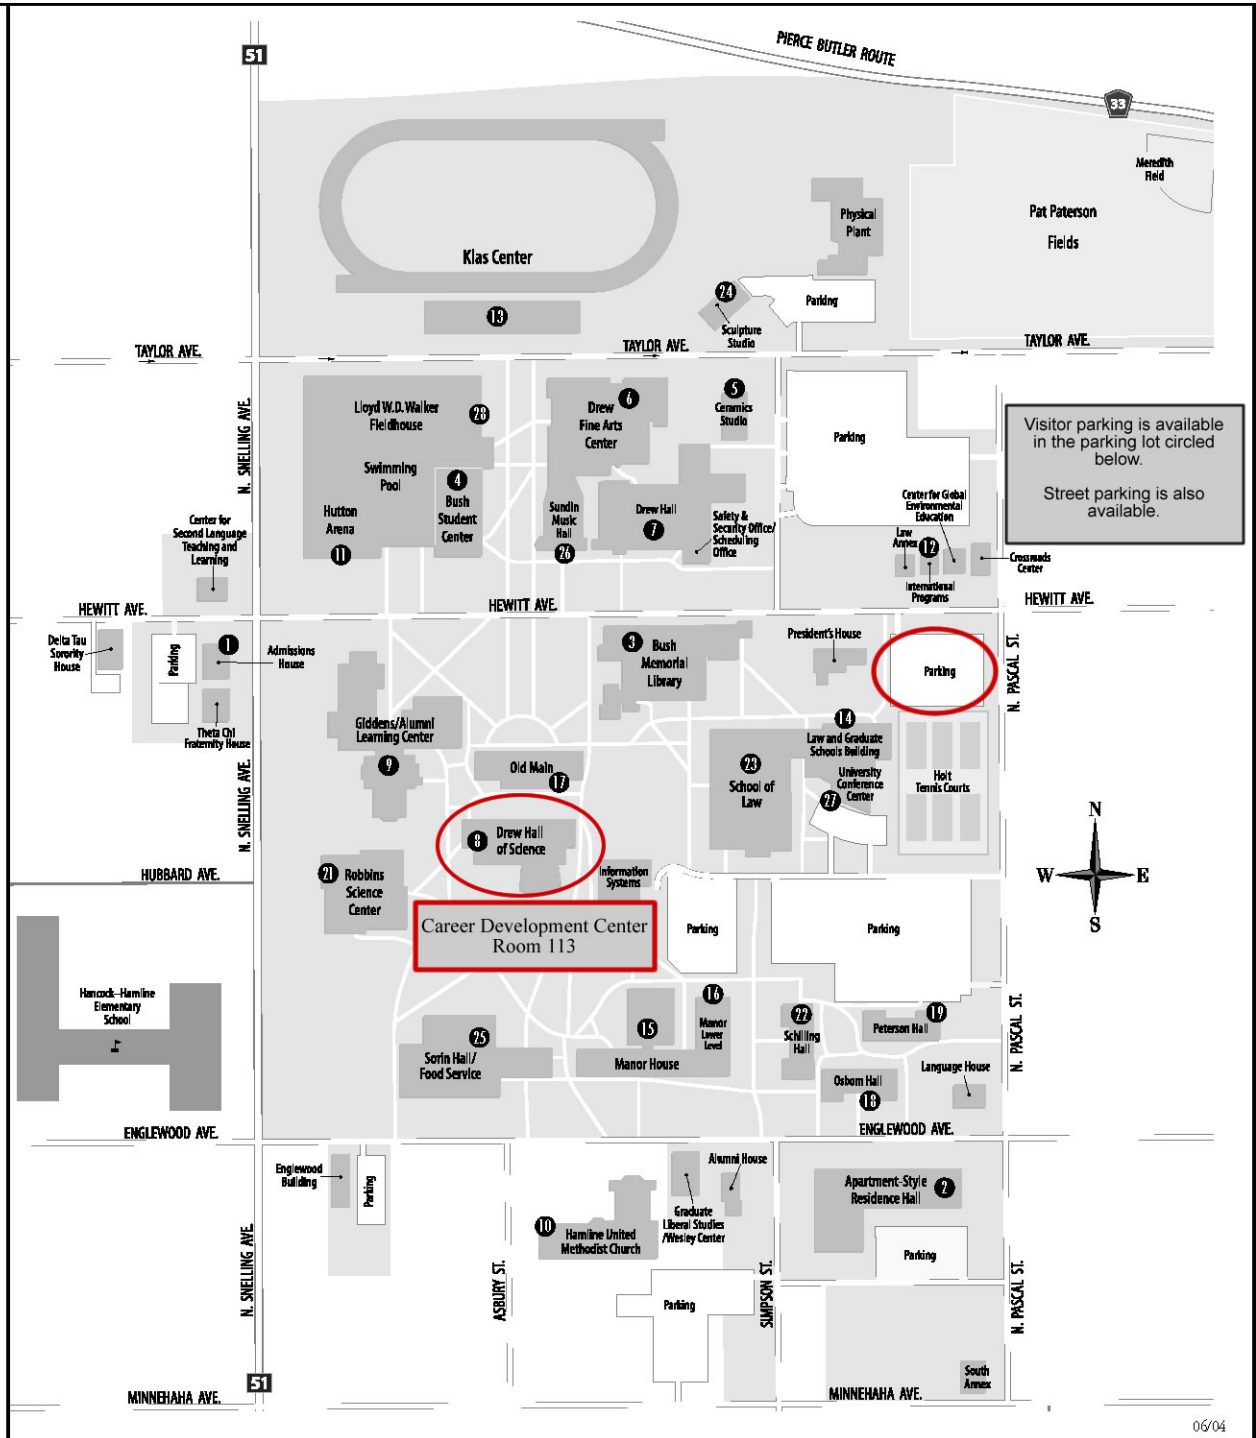 51
PIERCE BUTLER ROUTE
33
Meredith
Field
Pat Paterson
Fields
Physical
Plant
Klas Center
24
Parking
13
Sculpture
Studio
TAYLOR AVE.
TAYLOR AVE.
TAYLOR AVE.
N. SNELLING AVE.
Lloyd W.D. Walker
Fieldhouse
28
Swimming
Pool
4
Bush
Student
Center
Hutton
Arena
11
6
Drew
Fine Arts
Center
5
Ceramics
Studio
Sundin
Music
Hall
26
Drew Hall
7
Safety &
Security Office/
Scheduling
Office
Parking
Visitor parking is available
in the parking lot circled
below.
Street parking is also
available.
Center for Global
Environmental
Education
Law
Annex
12
International
Programs
Crossroads
Center
Center for
Second Language
Teaching and
Learning
HEWITT AVE.
HEWITT AVE.
HEWITT AVE.
Delta Tau
Sorority
House
Parking
1
Admissions
House
Theta Chi
Fraternity House
3
Bush
Memorial
Library
President's House
Parking
N. PASCAL ST.
Giddens/Alumni
Learning Center
9
Old Main
17
14
Law and Graduate
Schools Building
23
School of
Law
University
Conference
Center
27
Holt
Tennis Courts
N. SNELLING AVE.
8
Drew Hall
of Science
N
W
E
S
HUBBARD AVE.
21
Robbins
Science
Center
Information
Systems
Career Development Center
Room 113
Parking
Parking
Hancock-Hamline
Elementary
School
25
Sorin Hall/
Food Service
15
16
Manor
Lower
Level
Manor House
22
Schilling
Hall
19
Peterson Hall
Osborn Hall
18
Language House
N. PASCAL ST.
ENGLEWOOD AVE.
ENGLEWOOD AVE.
Englewood
Building
Parking
10
Hamline United
Methodist Church
Graduate
Liberal Studies
/Wesley Center
Alumni House
Apartment-Style
Residence Hall
2
Parking
N. SNELLING AVE.
ASBURY ST.
Parking
SIMPSON ST.
N. PASCAL ST.
South
Annex
51
MINNEHAHA AVE.
MINNEHAHA AVE.
06/04